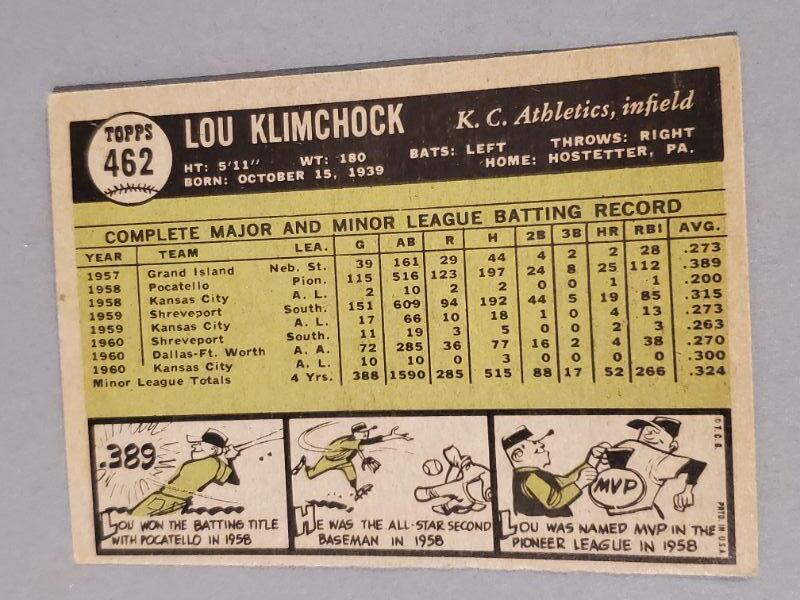 TOPPS
462
LOU KLIMCHOCK
K. C. Athletics, infield
HT: 5'11" WT: 180 BATS: LEFT THROWS: RIGHT
BORN: OCTOBER 15, 1939 HOME: HOSTETTER, PA.
COMPLETE MAJOR AND MINOR LEAGUE BATTING RECORD
YEAR TEAM LEA. G AB R H 2B 3B HR RBI AVG.
1957 Grand Island Neb. St. 39 161 29 44 4 2 2 28 .273
1958 Pocatello Pion. 115 516 123 197 24 8 25 112 .389
1958 Kansas City A. L. 2 10 2 2 0 0 1 1 .200
1959 Shreveport South. 151 609 94 192 44 5 19 85 .315
1959 Kansas City A. L. 17 66 10 18 1 0 4 13 .273
1960 Shreveport South. 11 19 3 5 0 0 2 3 .263
1960 Dallas-Ft. Worth A. A. 72 285 36 77 16 2 4 38 .270
1960 Kansas City A. L. 10 10 0 3 0 0 0 0 .300
Minor League Totals 4 Yrs. 388 1590 285 515 88 17 52 266 .324
.389
LOU WON THE BATTING TITLE
WITH POCATELLO IN 1958
HE WAS THE ALL-STAR SECOND
BASEMAN IN 1958
MVP
LOU WAS NAMED MVP IN THE
PIONEER LEAGUE IN 1958
© T.C.G. PRTD. IN U.S.A.